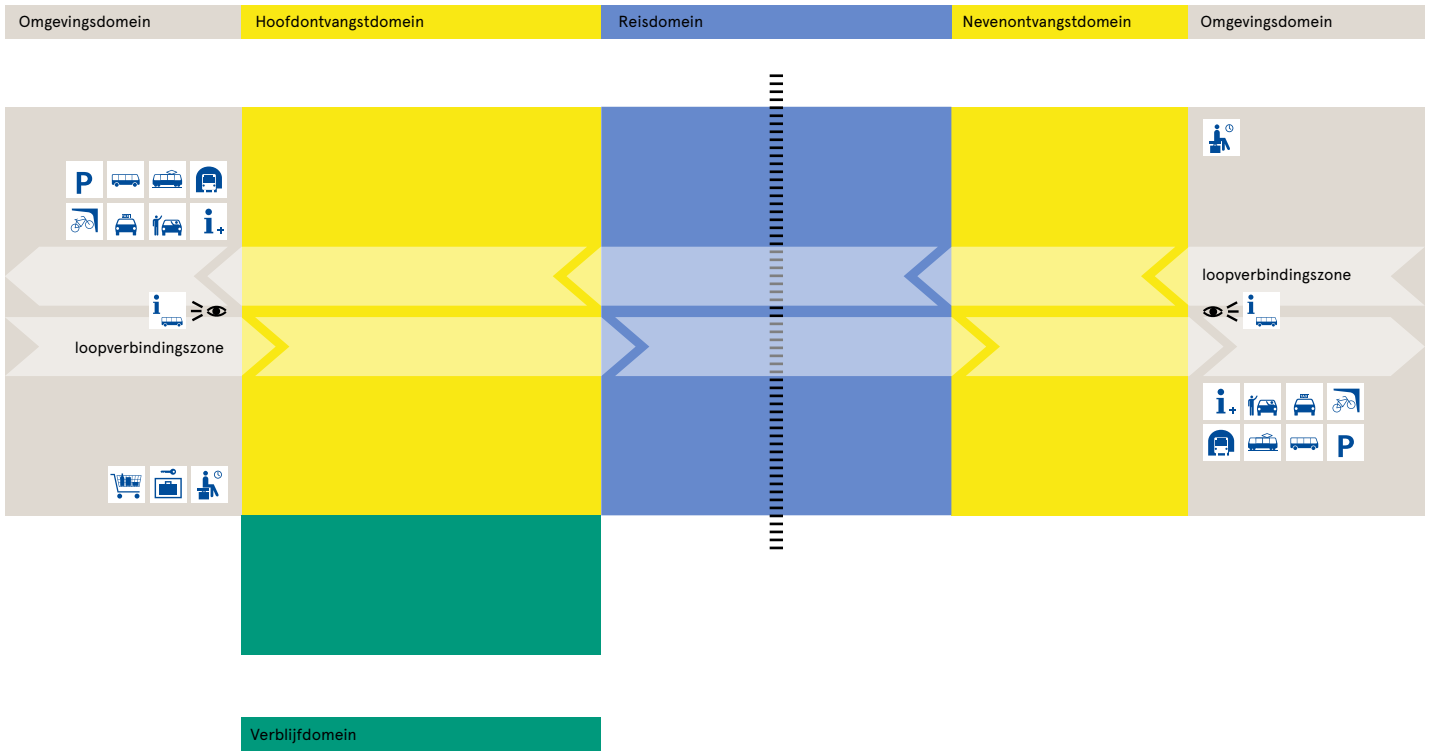 Omgevingsdomein
Hoofdontvangstdomein
Reisdomein
Nevenontvangstdomein
Omgevingsdomein
P
i+
loopverbindingszone
i
i
loopverbindingszone
i+
P
Verblijfdomein